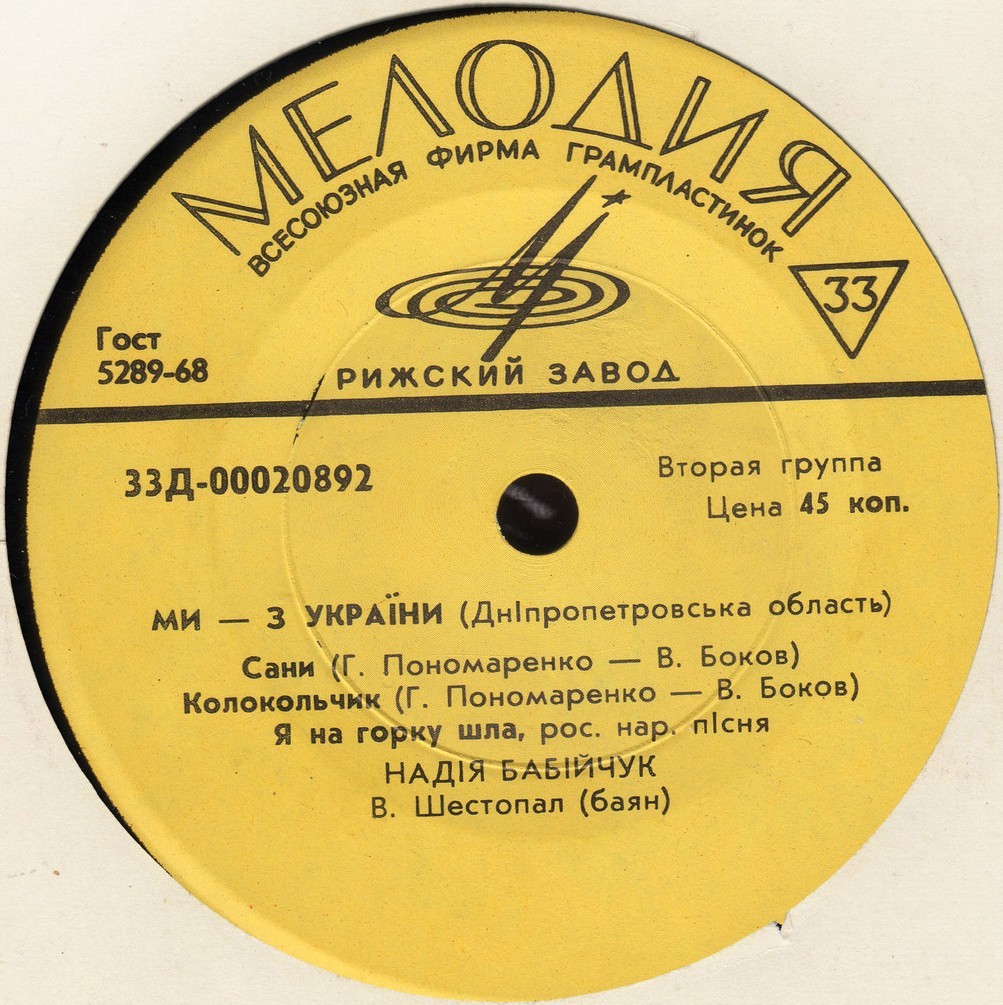 МЕЛОДИЯ
ВСЕСОЮЗНАЯ ФИРМА ГРАМПЛАСТИНОК
33
Гост
5289-68
РИЖСКИЙ ЗАВОД
33Д-00020892
Вторая группа
Цена 45 коп.
МИ — З УКРАЇНИ (Дніпропетровська область)
Сани (Г. Пономаренко — В. Боков)
Колокольчик (Г. Пономаренко — В. Боков)
Я на горку шла, рос. нар. пісня
НАДІЯ БАБІЙЧУК
В. Шестопал (баян)